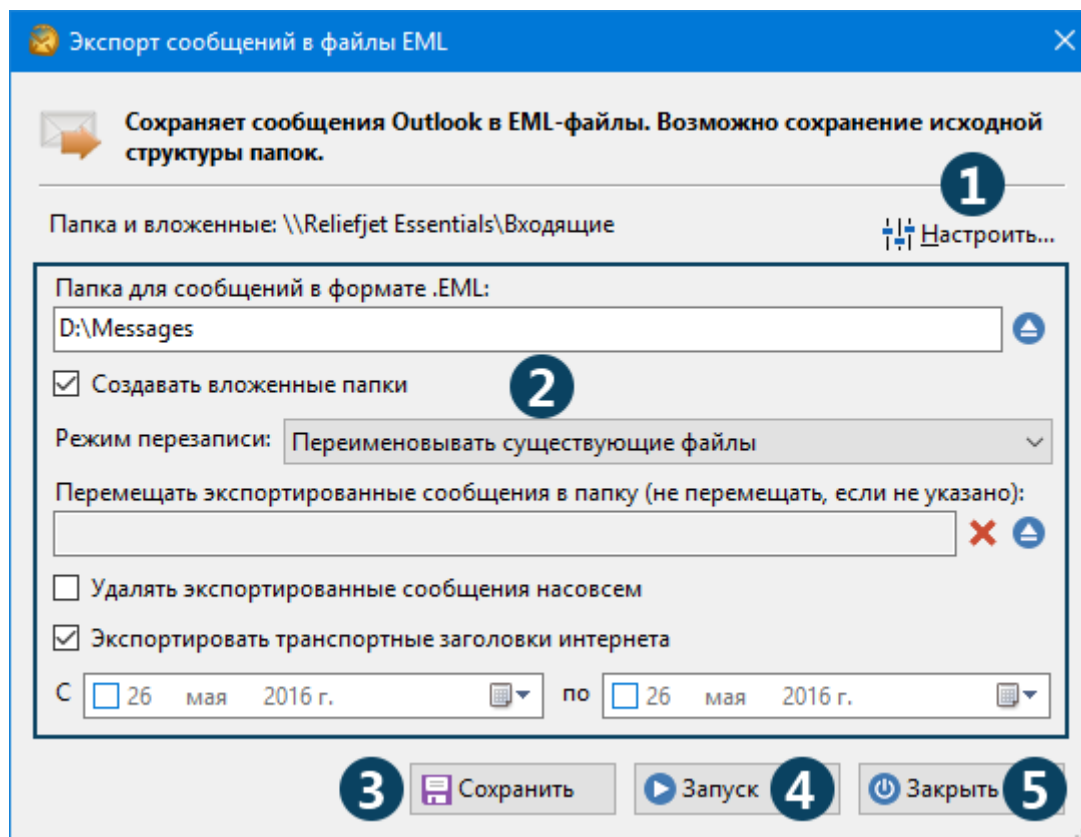 Экспорт сообщений в файлы EML
Сохраняет сообщения Outlook в EML-файлы. Возможно сохранение исходной
структуры папок.
1
Папка и вложенные: \\Reliefjet Essentials\Входящие
Настроить...
Папка для сообщений в формате .EML:
D:\Messages
Создавать вложенные папки
2
Режим перезаписи: Переименовывать существующие файлы
Перемещать экспортированные сообщения в папку (не перемещать, если не указано):
Удалять экспортированные сообщения насовсем
Экспортировать транспортные заголовки интернета
С 26 мая 2016 г. по 26 мая 2016 г.
3 Сохранить Запуск 4 Закрыть 5